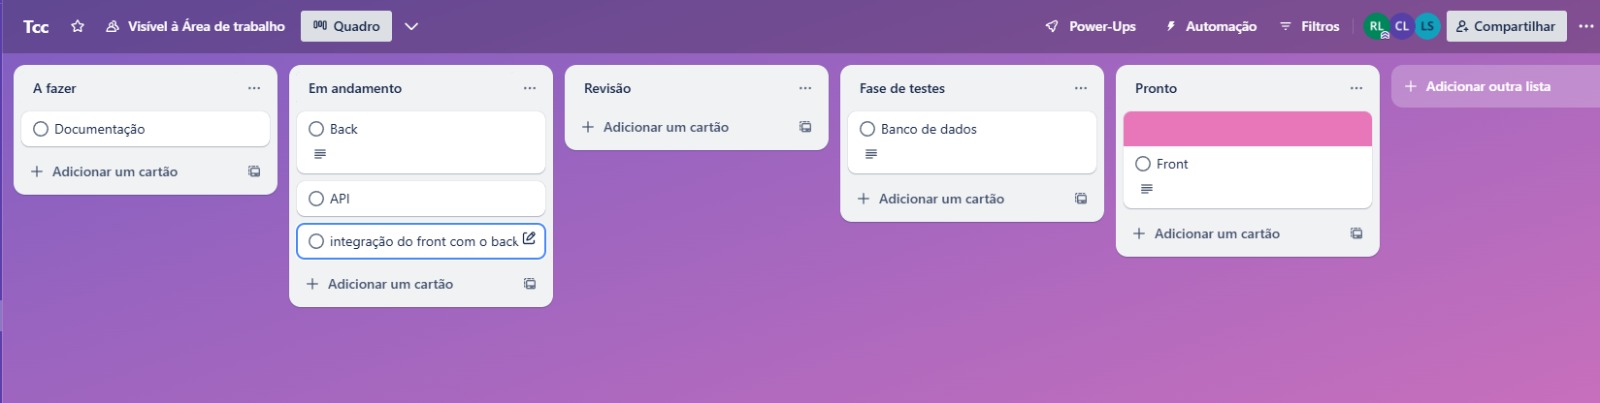 Tcc
Visível à Área de trabalho
Quadro
Power-Ups
Automação
Filtros
RL
CL
LS
Compartilhar
A fazer
Documentação
Adicionar um cartão
Em andamento
Back
API
integração do front com o back
Adicionar um cartão
Revisão
Adicionar um cartão
Fase de testes
Banco de dados
Adicionar um cartão
Pronto
Front
Adicionar um cartão
Adicionar outra lista